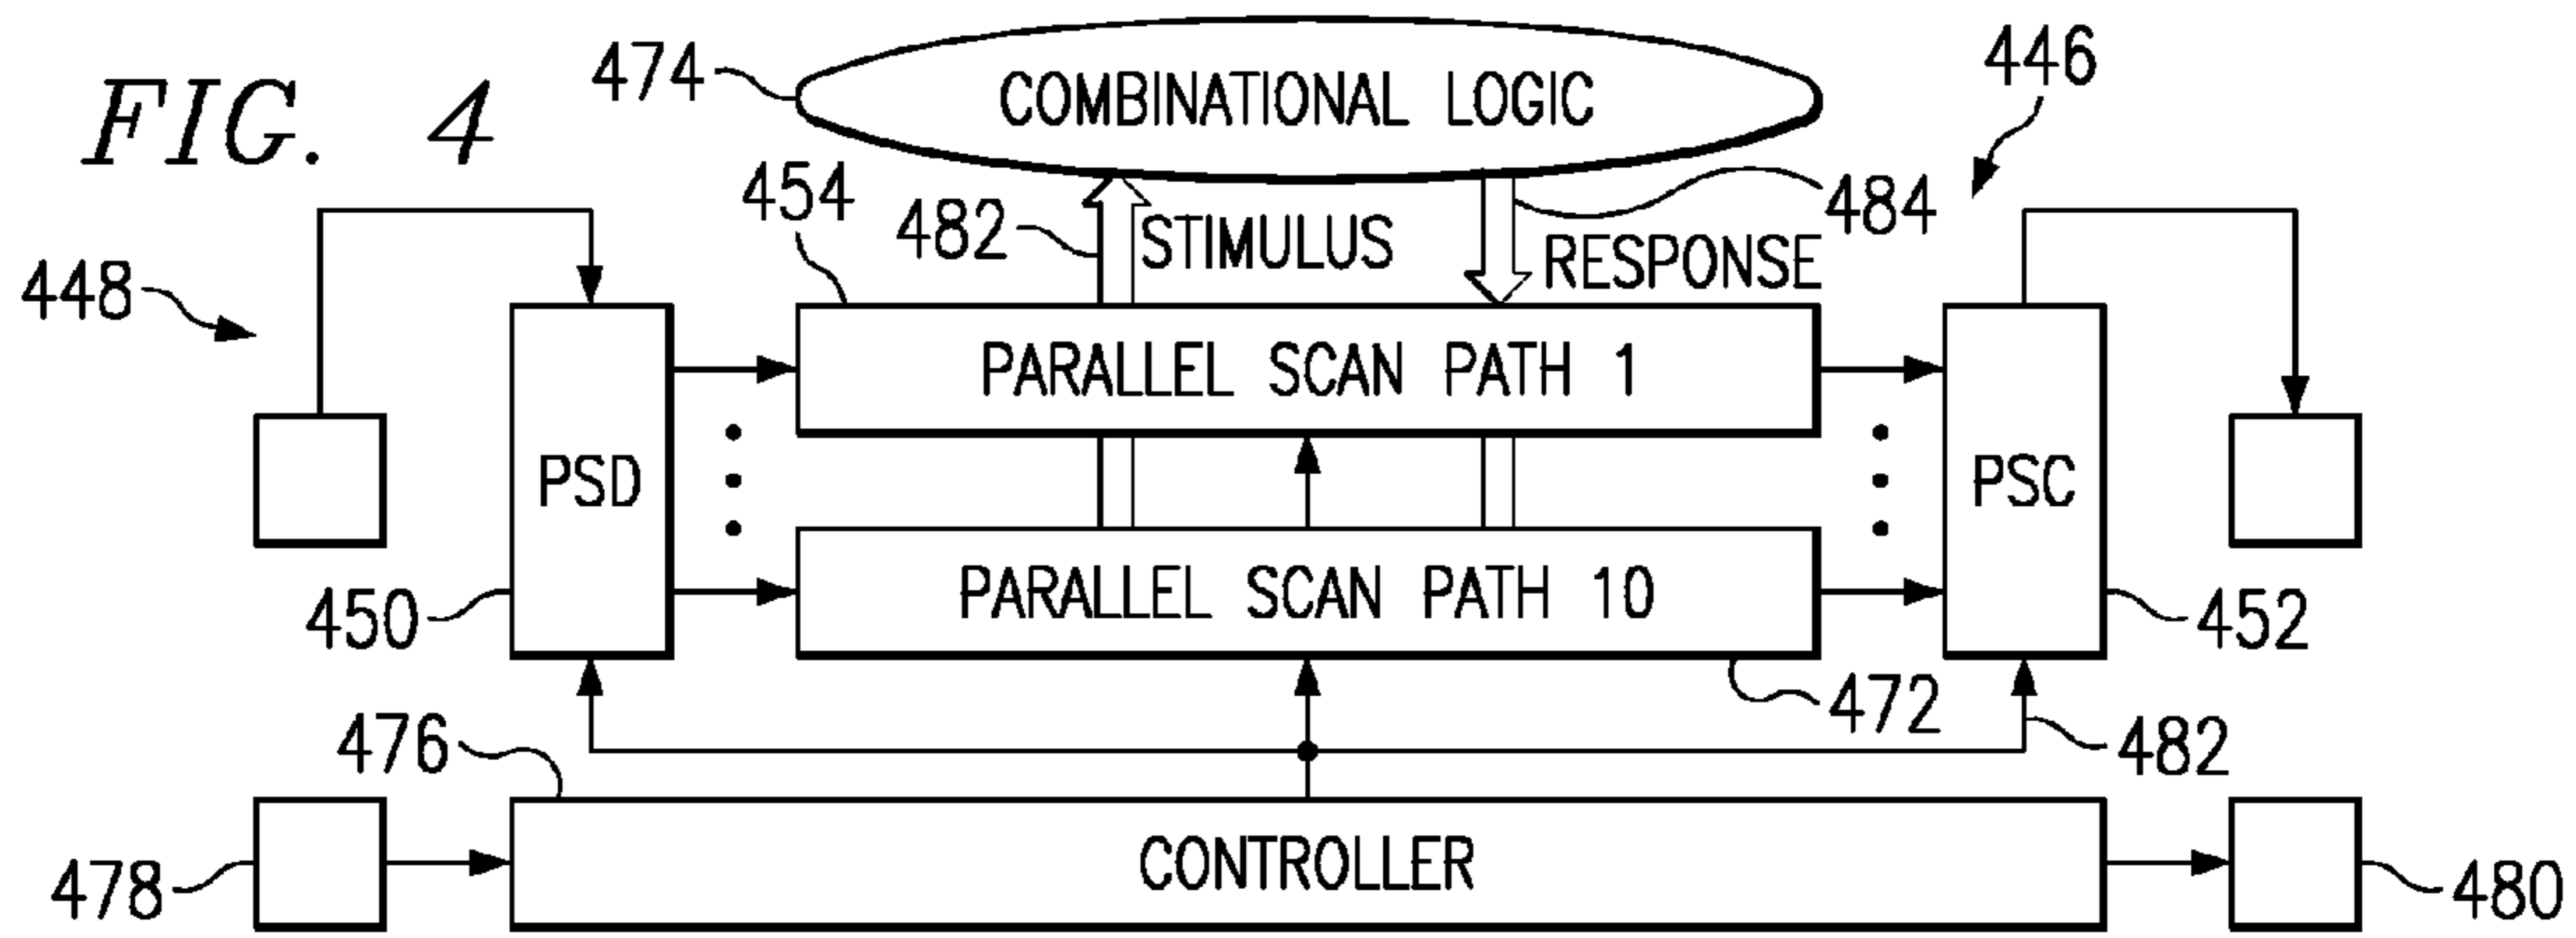 FIG. 4
474
COMBINATIONAL LOGIC
446
454
482
STIMULUS
484
RESPONSE
448
PARALLEL SCAN PATH 1
PSD
PSC
PARALLEL SCAN PATH 10
450
452
472
476
482
CONTROLLER
478
480